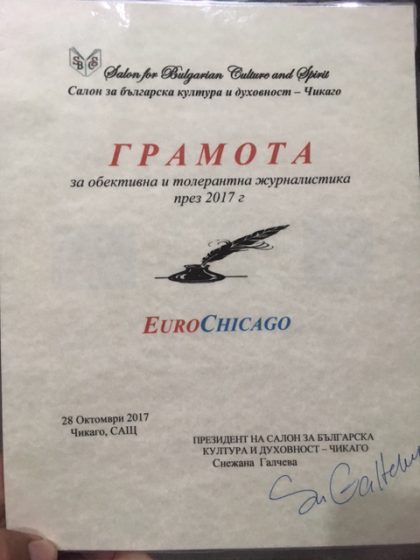 SBCS
Salon for Bulgarian Culture and Spirit
Салон за българска култура и духовност – Чикаго
ГРАМОТА
за обективна и толерантна журналистика
през 2017 г
EUROCHICAGO
28 Октомври 2017
Чикаго, САЩ
ПРЕЗИДЕНТ НА САЛОН ЗА БЪЛГАРСКА
КУЛТУРА И ДУХОВНОСТ – ЧИКАГО
Снежана Галчева